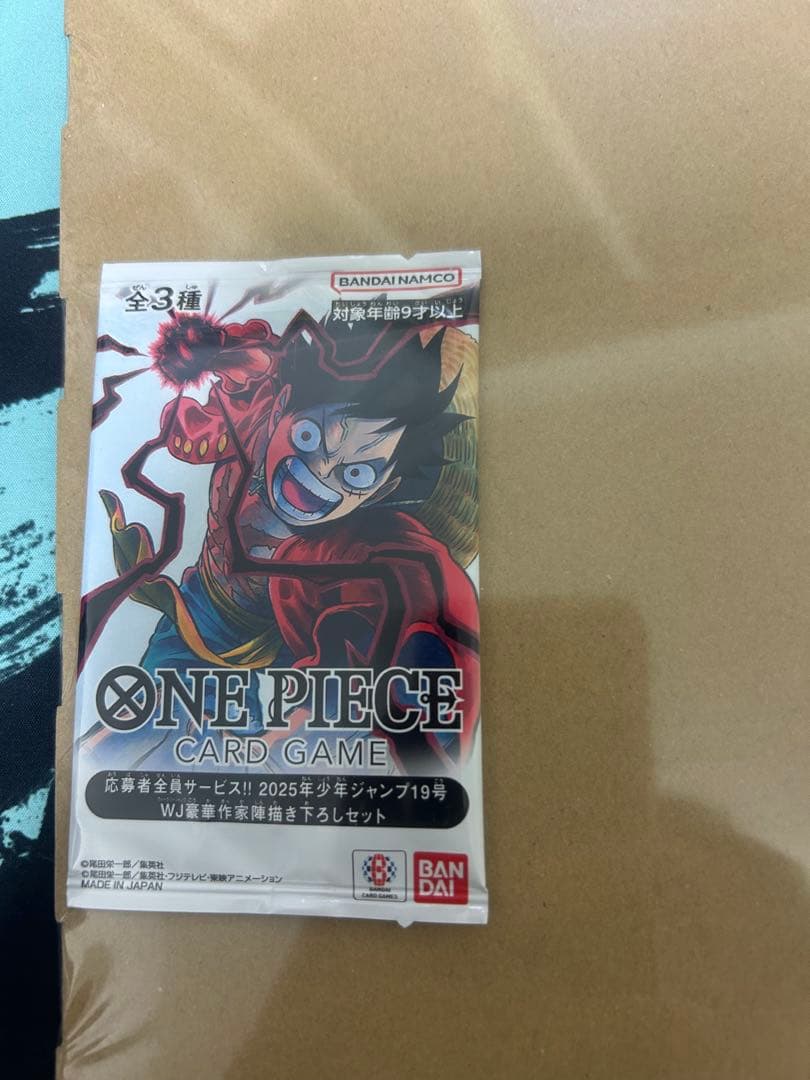 全3種
BANDAI NAMCO
対象年齢9才以上
ONE PIECE
CARD GAME
応募者全員サービス!! 2025年少年ジャンプ19号
WJ豪華作家陣描き下ろしセット
©尾田栄一郎/集英社
©尾田栄一郎/集英社・フジテレビ・東映アニメーション
MADE IN JAPAN
BANDAI
CARD GAMES
BAN
DAI